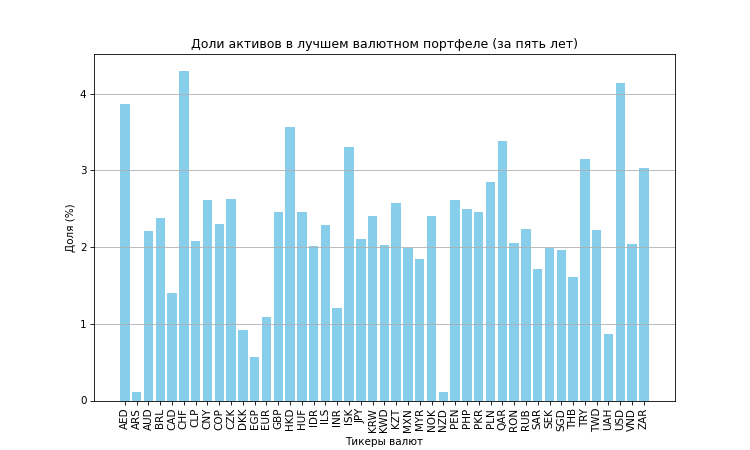 Доли активов в лучшем валютном портфеле (за пять лет)
Доля (%)
4
3
2
1
0
AED ARS AUD BRL CAD CHF CLP CNY COP CZK DKK EGP EUR GBP HKD HUF IDR ILS INR ISK JPY KRW KWD KZT MXN MYR NOK NZD PEN PHP PKR PLN QAR RON RUB SAR SEK SGD THB TRY TWD UAH USD VND ZAR
Тикеры валют